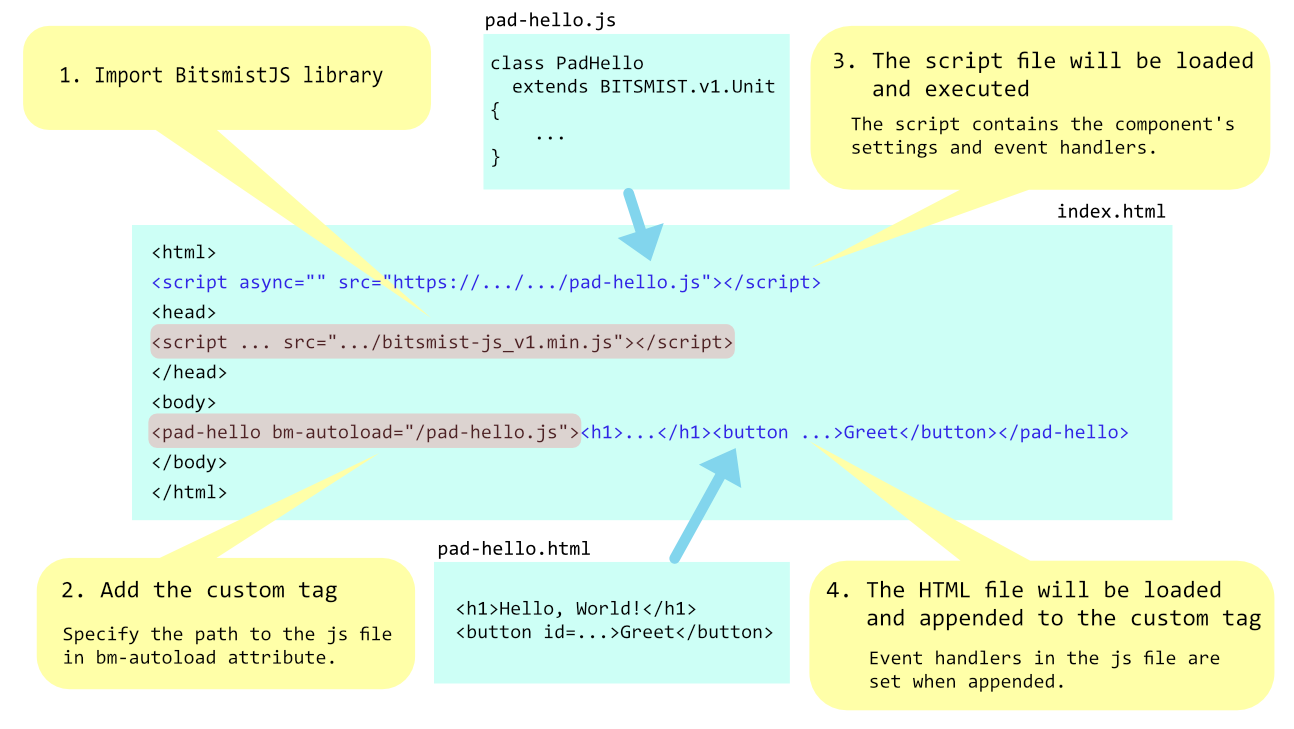 pad-hello.js
1. Import BitsmistJS library
class PadHello
extends BITSMIST.v1.Unit
{
...
}
3. The script file will be loaded
and executed
The script contains the component's
settings and event handlers.
index.html
<html>
<script async="" src="https://.../.../pad-hello.js"></script>
<head>
<script ... src=".../bitsmist-js_v1.min.js"></script>
</head>
<body>
<pad-hello bm-autoload="/pad-hello.js"><h1>...</h1><button ...>Greet</button></pad-hello>
</body>
</html>
2. Add the custom tag
Specify the path to the js file
in bm-autoload attribute.
pad-hello.html
<h1>Hello, World!</h1>
<button id=...>Greet</button>
4. The HTML file will be loaded
and appended to the custom tag
Event handlers in the js file are
set when appended.